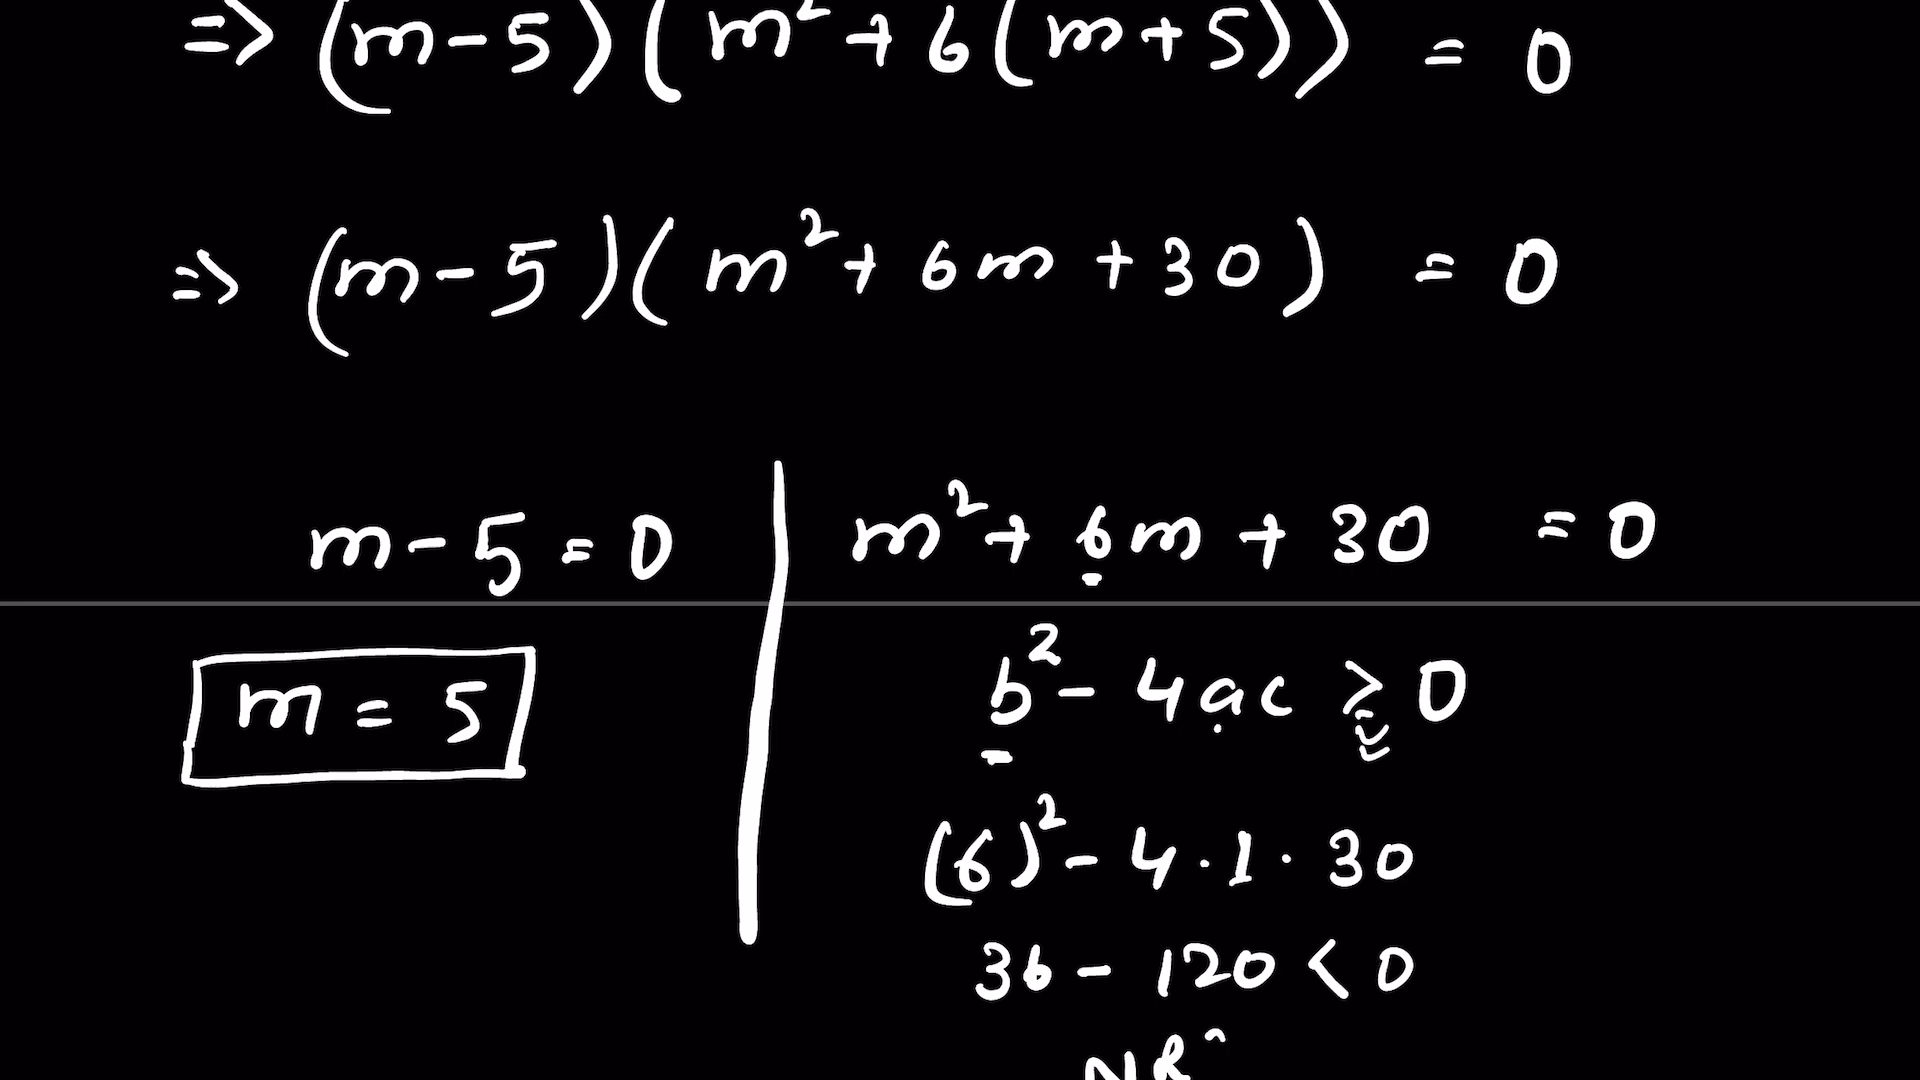 => (m-5)(m²+6(m+5)) = 0
=> (m-5)(m²+6m+30) = 0
m-5=0
m = 5
m²+6m+30 = 0
b²-4ac ≥ 0
(6)²-4·1·30
36-120<0